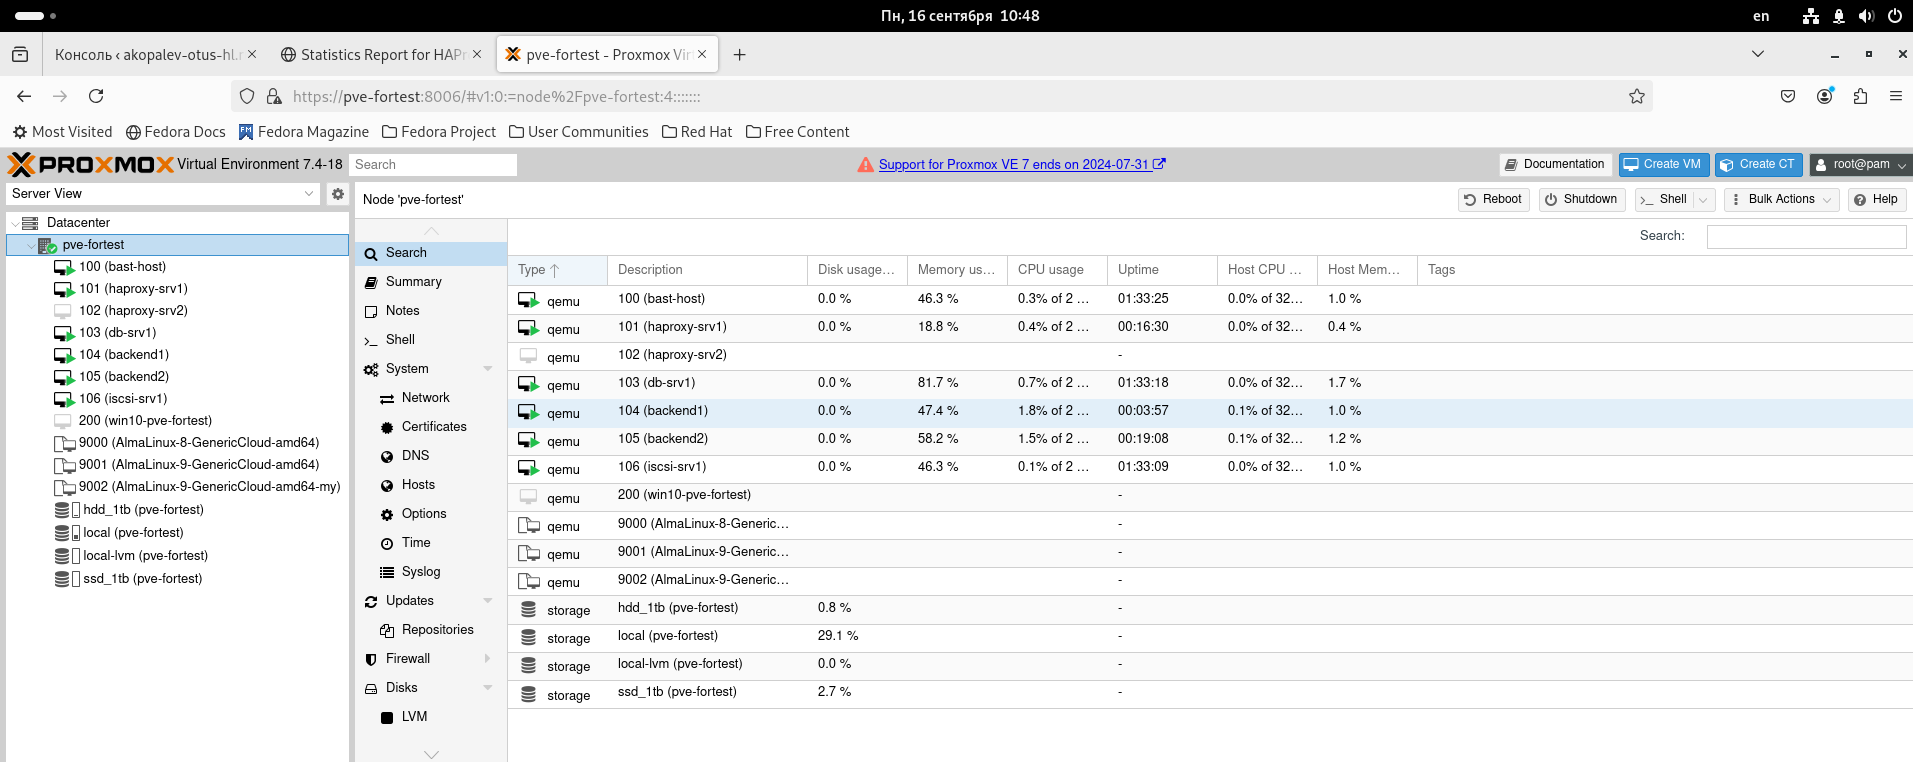 Пн, 16 сентября 10:48
en
Консоль ‹ akopalev-otus-hl.r
Statistics Report for HAPr
pve-fortest - Proxmox Virt
https://pve-fortest:8006/#v1:0:=node%2Fpve-fortest:4:::::::
Most Visited Fedora Docs Fedora Magazine Fedora Project User Communities Red Hat Free Content
PROXMOX Virtual Environment 7.4-18 Search Support for Proxmox VE 7 ends on 2024-07-31 Documentation Create VM Create CT root@pam
Server View
Datacenter
pve-fortest
100 (bast-host)
101 (haproxy-srv1)
102 (haproxy-srv2)
103 (db-srv1)
104 (backend1)
105 (backend2)
106 (iscsi-srv1)
200 (win10-pve-fortest)
9000 (AlmaLinux-8-GenericCloud-amd64)
9001 (AlmaLinux-9-GenericCloud-amd64)
9002 (AlmaLinux-9-GenericCloud-amd64-my)
hdd_1tb (pve-fortest)
local (pve-fortest)
local-lvm (pve-fortest)
ssd_1tb (pve-fortest)
Node 'pve-fortest' Reboot Shutdown Shell Bulk Actions Help
Search
Summary
Notes
Shell
System
Network
Certificates
DNS
Hosts
Options
Time
Syslog
Updates
Repositories
Firewall
Disks
LVM
Search:
Type Description Disk usage... Memory us... CPU usage Uptime Host CPU ... Host Mem... Tags
qemu 100 (bast-host) 0.0 % 46.3 % 0.3% of 2 ... 01:33:25 0.0% of 32... 1.0 %
qemu 101 (haproxy-srv1) 0.0 % 18.8 % 0.4% of 2 ... 00:16:30 0.0% of 32... 0.4 %
qemu 102 (haproxy-srv2) -
qemu 103 (db-srv1) 0.0 % 81.7 % 0.7% of 2 ... 01:33:18 0.0% of 32... 1.7 %
qemu 104 (backend1) 0.0 % 47.4 % 1.8% of 2 ... 00:03:57 0.1% of 32... 1.0 %
qemu 105 (backend2) 0.0 % 58.2 % 1.5% of 2 ... 00:19:08 0.1% of 32... 1.2 %
qemu 106 (iscsi-srv1) 0.0 % 46.3 % 0.1% of 2 ... 01:33:09 0.0% of 32... 1.0 %
qemu 200 (win10-pve-fortest) -
qemu 9000 (AlmaLinux-8-Generic... -
qemu 9001 (AlmaLinux-9-Generic... -
qemu 9002 (AlmaLinux-9-Generic... -
storage hdd_1tb (pve-fortest) 0.8 % -
storage local (pve-fortest) 29.1 % -
storage local-lvm (pve-fortest) 0.0 % -
storage ssd_1tb (pve-fortest) 2.7 % -